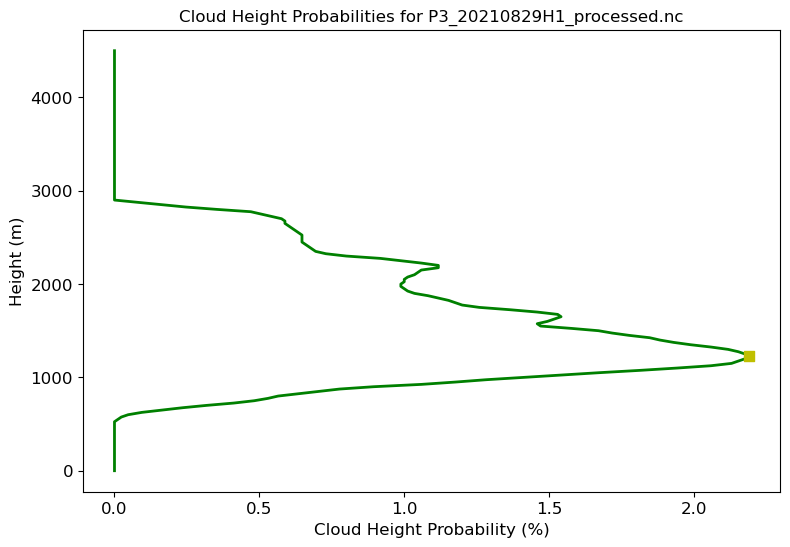 Cloud Height Probabilities for P3_20210829H1_processed.nc
4000
3000
2000
1000
0
Height (m)
0.0 0.5 1.0 1.5 2.0
Cloud Height Probability (%)